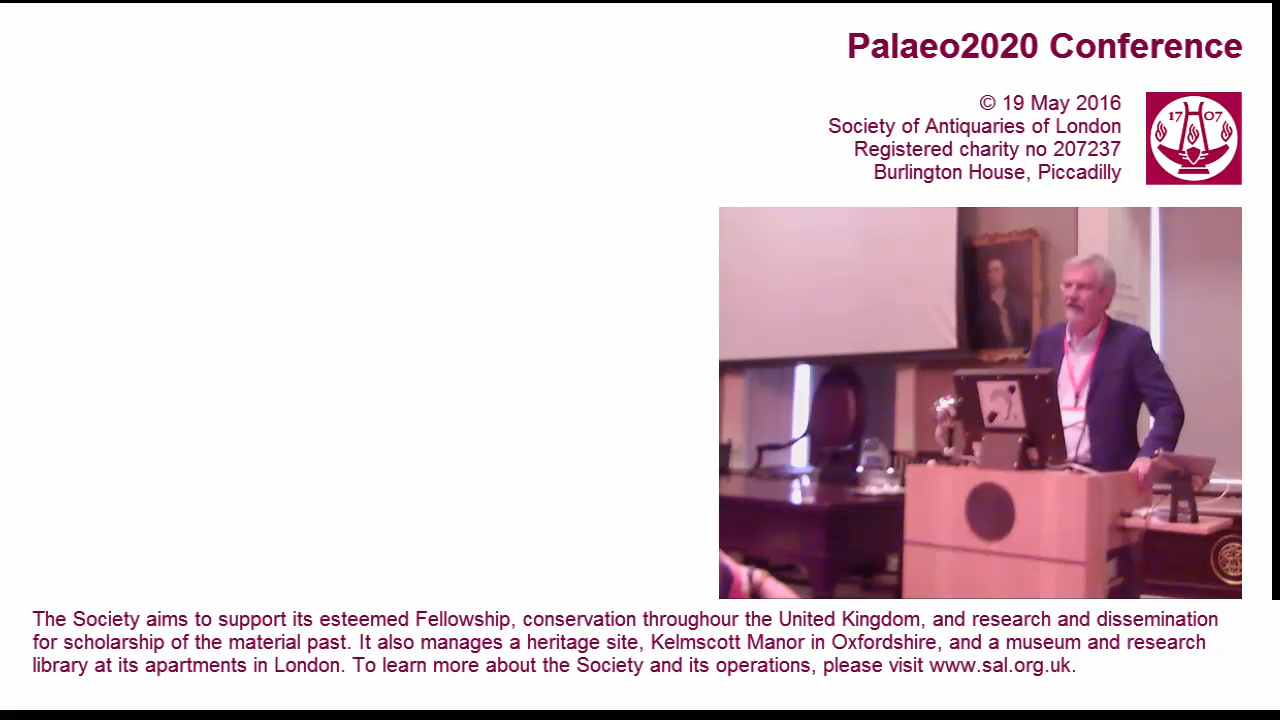 Palaeo2020 Conference
© 19 May 2016
Society of Antiquaries of London
Registered charity no 207237
Burlington House, Piccadilly
17 07
The Society aims to support its esteemed Fellowship, conservation throughour the United Kingdom, and research and dissemination
for scholarship of the material past. It also manages a heritage site, Kelmscott Manor in Oxfordshire, and a museum and research
library at its apartments in London. To learn more about the Society and its operations, please visit www.sal.org.uk.